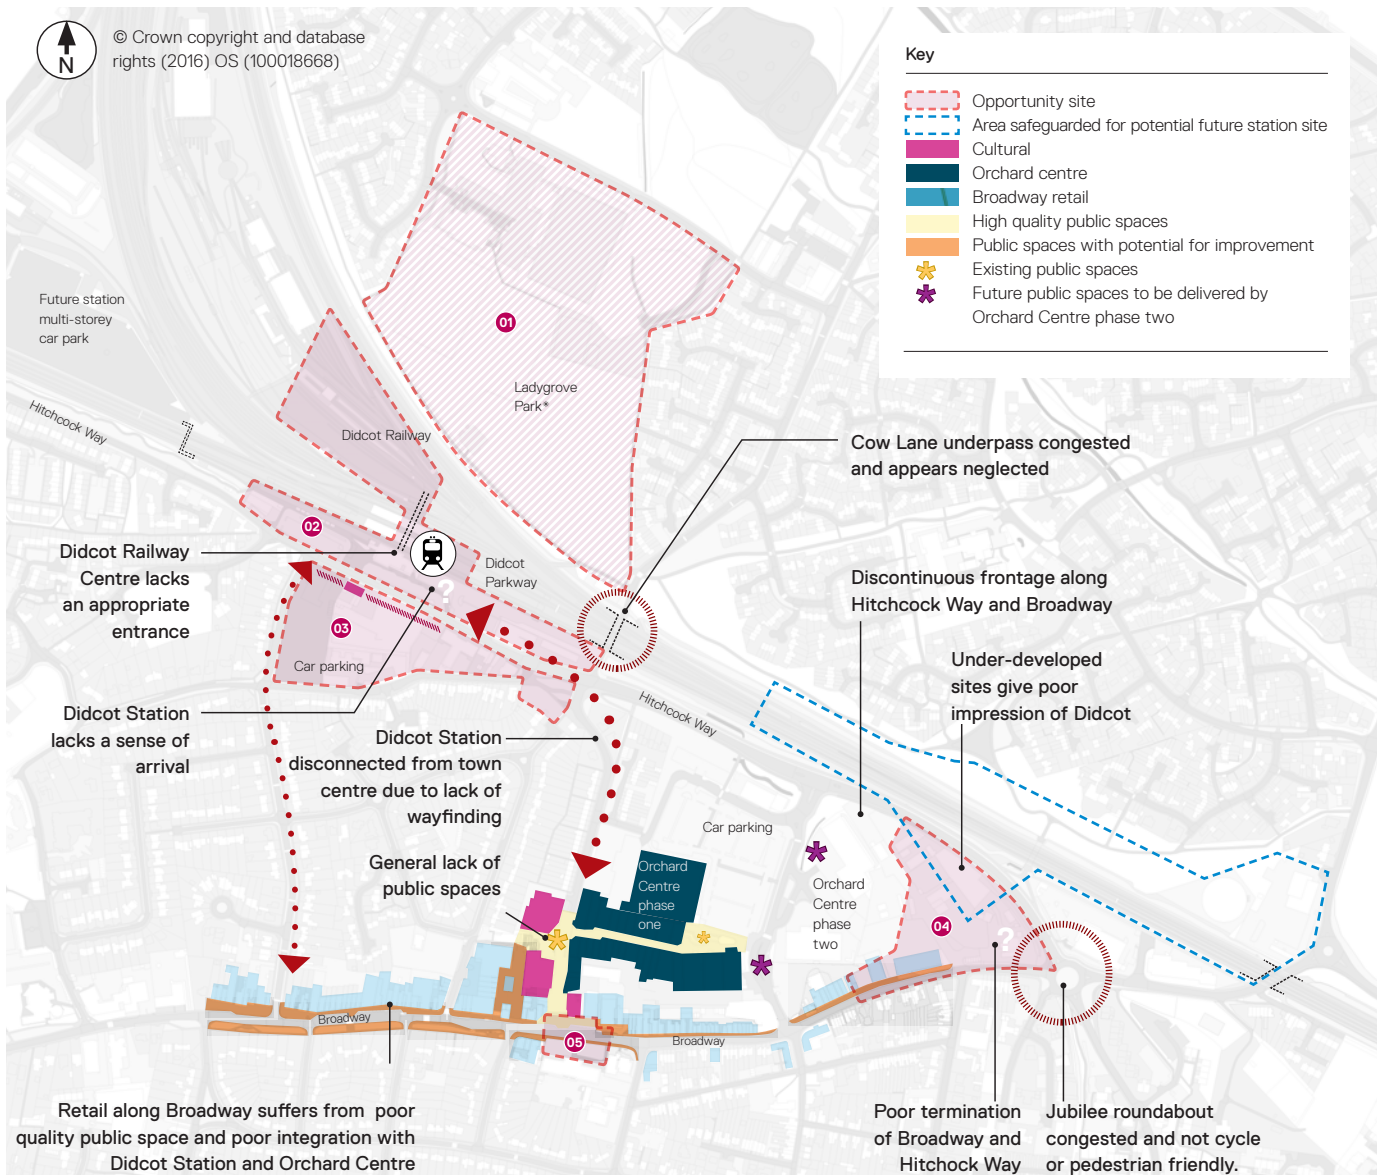 © Crown copyright and database
rights (2016) OS (100018668)
N
Key
Opportunity site
Area safeguarded for potential future station site
Cultural
Orchard centre
Broadway retail
High quality public spaces
Public spaces with potential for improvement
Existing public spaces
Future public spaces to be delivered by
Orchard Centre phase two
Future station
multi-storey
car park
01
Ladygrove
Park*
Hitchcock Way
Didcot Railway
Cow Lane underpass congested
and appears neglected
02
Didcot Railway
Centre lacks
an appropriate
entrance
Didcot
Parkway
?
Discontinuous frontage along
Hitchcock Way and Broadway
03
Car parking
Under-developed
sites give poor
impression of Didcot
Hitchcock Way
Didcot Station
lacks a sense of
arrival
Didcot Station
disconnected from town
centre due to lack of
wayfinding
Car parking
General lack of
public spaces
Orchard
Centre
phase
one
Orchard
Centre
phase
two
04
?
Broadway
05
Broadway
Retail along Broadway suffers from poor
quality public space and poor integration with
Didcot Station and Orchard Centre
Poor termination
of Broadway and
Hitchock Way
Jubilee roundabout
congested and not cycle
or pedestrian friendly.